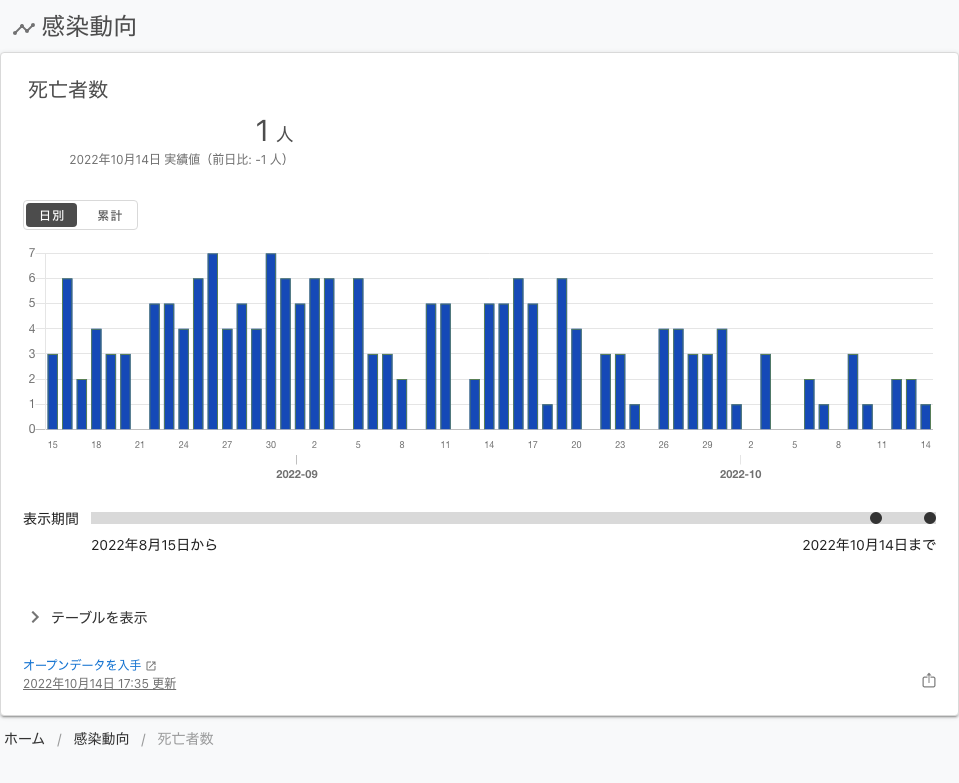 感染動向
死亡者数
1 人
2022年10月14日 実績値（前日比: -1 人）
日別 累計
7
6
5
4
3
2
1
0
15 18 21 24 27 30 2 5 8 11 14 17 20 23 26 29 2 5 8 11 14
2022-09 2022-10
表示期間
2022年8月15日から 2022年10月14日まで
テーブルを表示
オープンデータを入手
2022年10月14日 17:35 更新
ホーム / 感染動向 / 死亡者数